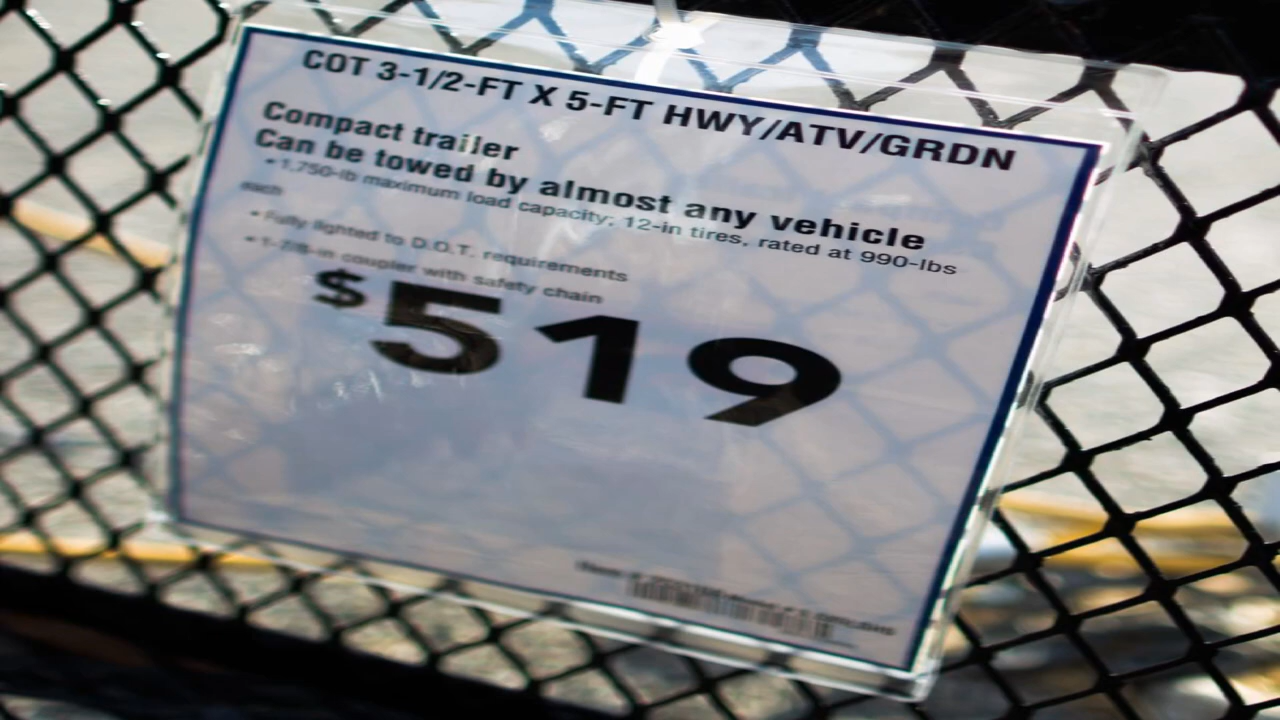 COT 3-1/2-FT X 5-FT HWY/ATV/GRDN
Compact trailer
Can be towed by almost any vehicle
• 1,750-lb maximum load capacity; 12-in tires, rated at 990-lbs
each
• Fully lighted to D.O.T. requirements
• 1-7/8-in coupler with safety chain
$519